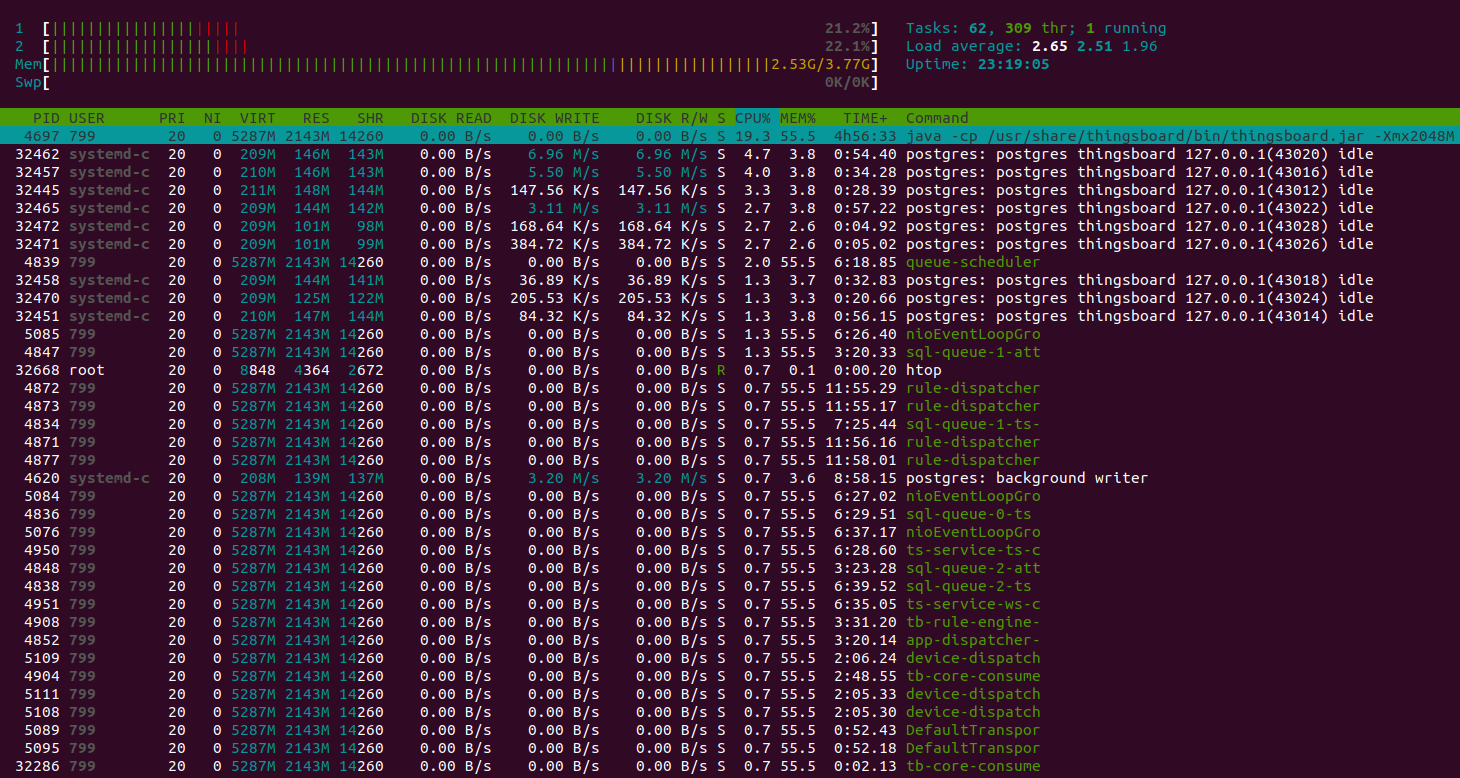 1 [||||||||||||||||||||| 21.2%] Tasks: 62, 309 thr; 1 running
2 [|||||||||||||||||||||| 22.1%] Load average: 2.65 2.51 1.96
Mem[||||||||||||||||||||||||||||||||||||||||||||||||||||||||||||||||||||||||||||||||2.53G/3.77G] Uptime: 23:19:05
Swp[ 0K/0K]
PID USER PRI NI VIRT RES SHR DISK READ DISK WRITE DISK R/W S CPU% MEM% TIME+ Command
4697 799 20 0 5287M 2143M 14260 0.00 B/s 0.00 B/s 0.00 B/s S 19.3 55.5 4h56:33 java -cp /usr/share/thingsboard/bin/thingsboard.jar -Xmx2048M
32462 systemd-c 20 0 209M 146M 143M 0.00 B/s 6.96 M/s 6.96 M/s S 4.7 3.8 0:54.40 postgres: postgres thingsboard 127.0.0.1(43020) idle
32457 systemd-c 20 0 210M 146M 143M 0.00 B/s 5.50 M/s 5.50 M/s S 4.0 3.8 0:34.28 postgres: postgres thingsboard 127.0.0.1(43016) idle
32445 systemd-c 20 0 211M 148M 144M 0.00 B/s 147.56 K/s 147.56 K/s S 3.3 3.8 0:28.39 postgres: postgres thingsboard 127.0.0.1(43012) idle
32465 systemd-c 20 0 209M 144M 142M 0.00 B/s 3.11 M/s 3.11 M/s S 2.7 3.8 0:57.22 postgres: postgres thingsboard 127.0.0.1(43022) idle
32472 systemd-c 20 0 209M 101M 98M 0.00 B/s 168.64 K/s 168.64 K/s S 2.7 2.6 0:04.92 postgres: postgres thingsboard 127.0.0.1(43028) idle
32471 systemd-c 20 0 209M 101M 99M 0.00 B/s 384.72 K/s 384.72 K/s S 2.7 2.6 0:05.02 postgres: postgres thingsboard 127.0.0.1(43026) idle
4839 799 20 0 5287M 2143M 14260 0.00 B/s 0.00 B/s 0.00 B/s S 2.0 55.5 6:18.85 queue-scheduler
32458 systemd-c 20 0 209M 144M 141M 0.00 B/s 36.89 K/s 36.89 K/s S 1.3 3.7 0:32.83 postgres: postgres thingsboard 127.0.0.1(43018) idle
32470 systemd-c 20 0 209M 125M 122M 0.00 B/s 205.53 K/s 205.53 K/s S 1.3 3.3 0:20.66 postgres: postgres thingsboard 127.0.0.1(43024) idle
32451 systemd-c 20 0 210M 147M 144M 0.00 B/s 84.32 K/s 84.32 K/s S 1.3 3.8 0:56.15 postgres: postgres thingsboard 127.0.0.1(43014) idle
5085 799 20 0 5287M 2143M 14260 0.00 B/s 0.00 B/s 0.00 B/s S 1.3 55.5 6:26.40 nioEventLoopGro
4847 799 20 0 5287M 2143M 14260 0.00 B/s 0.00 B/s 0.00 B/s S 1.3 55.5 3:20.33 sql-queue-1-att
32668 root 20 0 8848 4364 2672 0.00 B/s 0.00 B/s 0.00 B/s R 0.7 0.1 0:00.20 htop
4872 799 20 0 5287M 2143M 14260 0.00 B/s 0.00 B/s 0.00 B/s S 0.7 55.5 11:55.29 rule-dispatcher
4873 799 20 0 5287M 2143M 14260 0.00 B/s 0.00 B/s 0.00 B/s S 0.7 55.5 11:55.17 rule-dispatcher
4834 799 20 0 5287M 2143M 14260 0.00 B/s 0.00 B/s 0.00 B/s S 0.7 55.5 7:25.44 sql-queue-1-ts-
4871 799 20 0 5287M 2143M 14260 0.00 B/s 0.00 B/s 0.00 B/s S 0.7 55.5 11:56.16 rule-dispatcher
4877 799 20 0 5287M 2143M 14260 0.00 B/s 0.00 B/s 0.00 B/s S 0.7 55.5 11:58.01 rule-dispatcher
4620 systemd-c 20 0 208M 139M 137M 0.00 B/s 3.20 M/s 3.20 M/s S 0.7 3.6 8:58.15 postgres: background writer
5084 799 20 0 5287M 2143M 14260 0.00 B/s 0.00 B/s 0.00 B/s S 0.7 55.5 6:27.02 nioEventLoopGro
4836 799 20 0 5287M 2143M 14260 0.00 B/s 0.00 B/s 0.00 B/s S 0.7 55.5 6:29.51 sql-queue-0-ts
5076 799 20 0 5287M 2143M 14260 0.00 B/s 0.00 B/s 0.00 B/s S 0.7 55.5 6:37.17 nioEventLoopGro
4950 799 20 0 5287M 2143M 14260 0.00 B/s 0.00 B/s 0.00 B/s S 0.7 55.5 6:28.60 ts-service-ts-c
4848 799 20 0 5287M 2143M 14260 0.00 B/s 0.00 B/s 0.00 B/s S 0.7 55.5 3:23.28 sql-queue-2-att
4838 799 20 0 5287M 2143M 14260 0.00 B/s 0.00 B/s 0.00 B/s S 0.7 55.5 6:39.52 sql-queue-2-ts
4951 799 20 0 5287M 2143M 14260 0.00 B/s 0.00 B/s 0.00 B/s S 0.7 55.5 6:35.05 ts-service-ws-c
4908 799 20 0 5287M 2143M 14260 0.00 B/s 0.00 B/s 0.00 B/s S 0.7 55.5 3:31.20 tb-rule-engine-
4852 799 20 0 5287M 2143M 14260 0.00 B/s 0.00 B/s 0.00 B/s S 0.7 55.5 3:20.14 app-dispatcher-
5109 799 20 0 5287M 2143M 14260 0.00 B/s 0.00 B/s 0.00 B/s S 0.7 55.5 2:06.24 device-dispatch
4904 799 20 0 5287M 2143M 14260 0.00 B/s 0.00 B/s 0.00 B/s S 0.7 55.5 2:48.55 tb-core-consume
5111 799 20 0 5287M 2143M 14260 0.00 B/s 0.00 B/s 0.00 B/s S 0.7 55.5 2:05.33 device-dispatch
5108 799 20 0 5287M 2143M 14260 0.00 B/s 0.00 B/s 0.00 B/s S 0.7 55.5 2:05.30 device-dispatch
5089 799 20 0 5287M 2143M 14260 0.00 B/s 0.00 B/s 0.00 B/s S 0.7 55.5 0:52.43 DefaultTranspor
5095 799 20 0 5287M 2143M 14260 0.00 B/s 0.00 B/s 0.00 B/s S 0.7 55.5 0:52.18 DefaultTranspor
32286 799 20 0 5287M 2143M 14260 0.00 B/s 0.00 B/s 0.00 B/s S 0.7 55.5 0:02.13 tb-core-consume